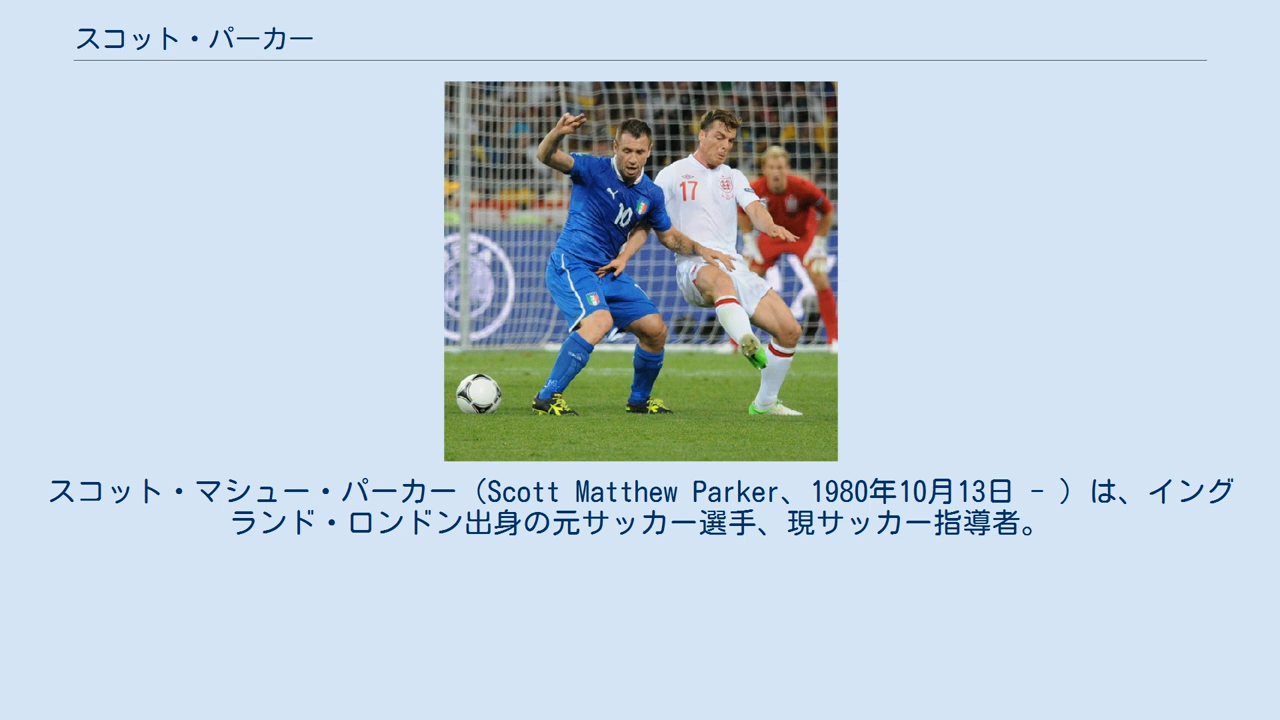 スコット・パーカー
10
17
スコット・マシュー・パーカー（Scott Matthew Parker、1980年10月13日 - ）は、イング
ランド・ロンドン出身の元サッカー選手、現サッカー指導者。